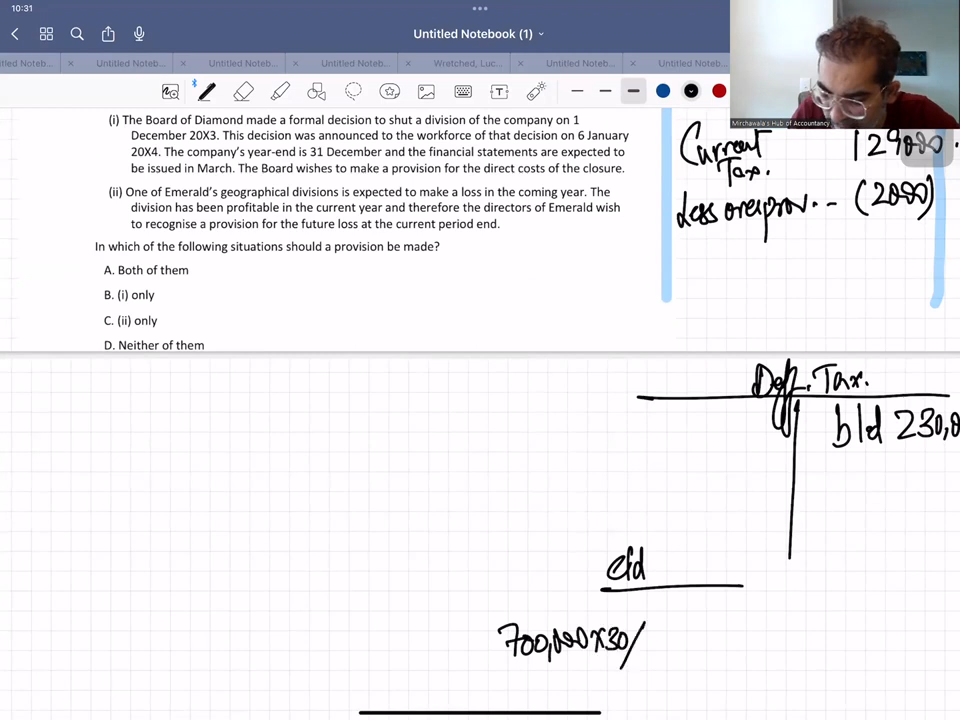 10:31
Untitled Notebook (1)
Untitled Noteb...
Untitled Noteb...
Untitled Noteb...
Untitled Noteb...
Wretched, Luc...
Untitled Noteb...
Untitled Noteb...
Mirchawala's Hub of Accountancy
(i) The Board of Diamond made a formal decision to shut a division of the company on 1
December 20X3. This decision was announced to the workforce of that decision on 6 January
20X4. The company's year-end is 31 December and the financial statements are expected to
be issued in March. The Board wishes to make a provision for the direct costs of the closure.
(ii) One of Emerald's geographical divisions is expected to make a loss in the coming year. The
division has been profitable in the current year and therefore the directors of Emerald wish
to recognise a provision for the future loss at the current period end.
In which of the following situations should a provision be made?
A. Both of them
B. (i) only
C. (ii) only
D. Neither of them
Current 129000.
Tax.
Less overprov. - (2000)
Deff. Tax.
b/d 230,0
c/d
700,000x30/